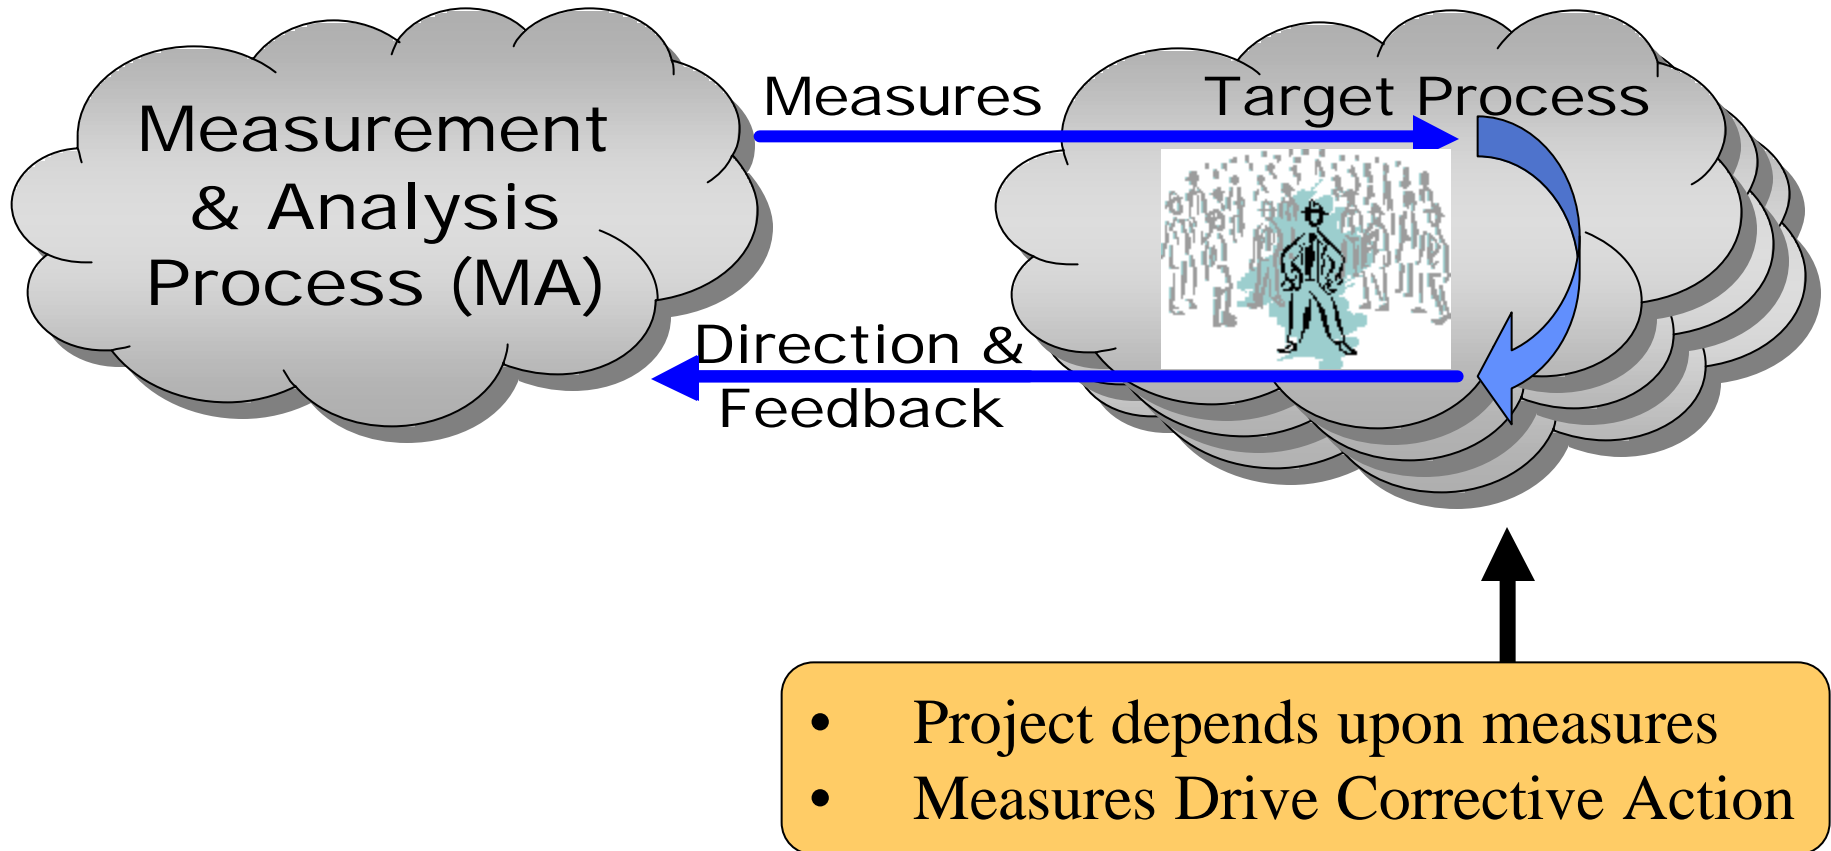 Measurement
& Analysis
Process (MA)
Measures
Target Process
Direction &
Feedback
• Project depends upon measures
• Measures Drive Corrective Action